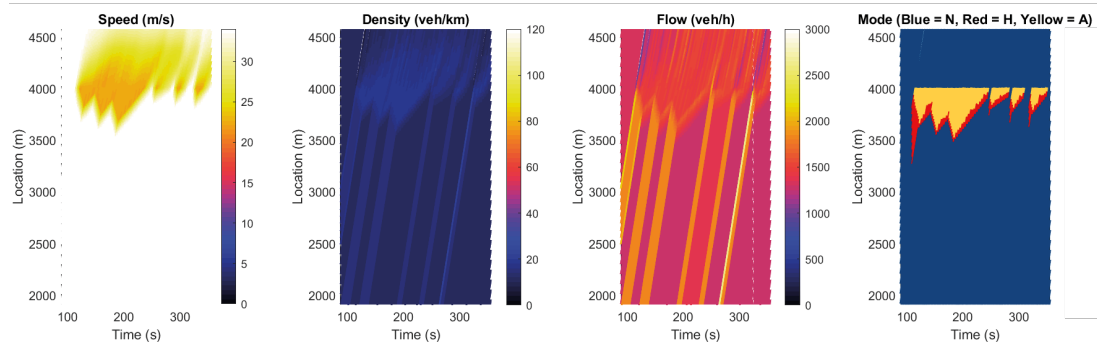 Speed (m/s)
4500
4000
3500
3000
2500
2000
Location (m)
100 200 300
Time (s)
30
25
20
15
10
5
0
Density (veh/km)
4500
4000
3500
3000
2500
2000
Location (m)
100 200 300
Time (s)
120
100
80
60
40
20
0
Flow (veh/h)
4500
4000
3500
3000
2500
2000
Location (m)
100 200 300
Time (s)
3000
2500
2000
1500
1000
500
0
Mode (Blue = N, Red = H, Yellow = A)
4500
4000
3500
3000
2500
2000
Location (m)
100 200 300
Time (s)